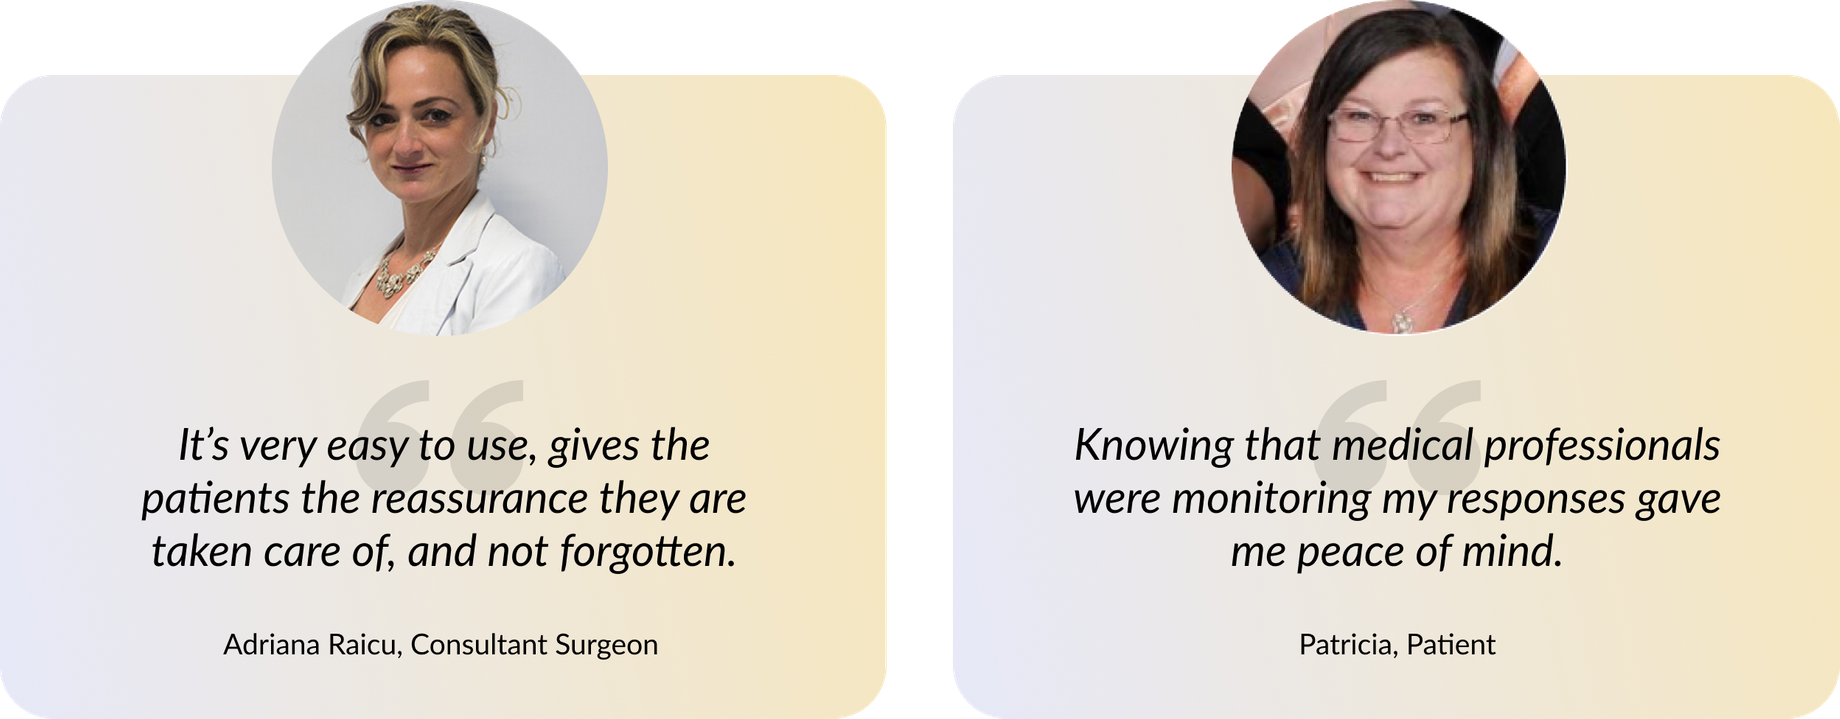 It’s very easy to use, gives the
patients the reassurance they are
taken care of, and not forgotten.
Adriana Raicu, Consultant Surgeon
Knowing that medical professionals
were monitoring my responses gave
me peace of mind.
Patricia, Patient